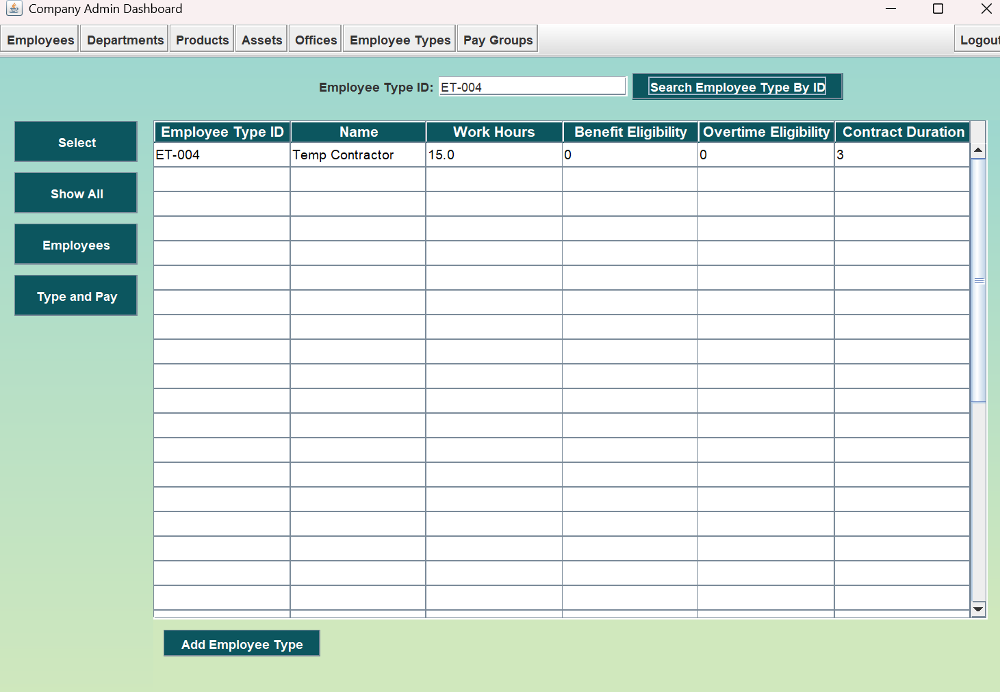 Company Admin Dashboard
Employees Departments Products Assets Offices Employee Types Pay Groups Logout
Employee Type ID: ET-004 Search Employee Type By ID
Select
Show All
Employees
Type and Pay
Employee Type ID Name Work Hours Benefit Eligibility Overtime Eligibility Contract Duration
ET-004 Temp Contractor 15.0 0 0 3
Add Employee Type